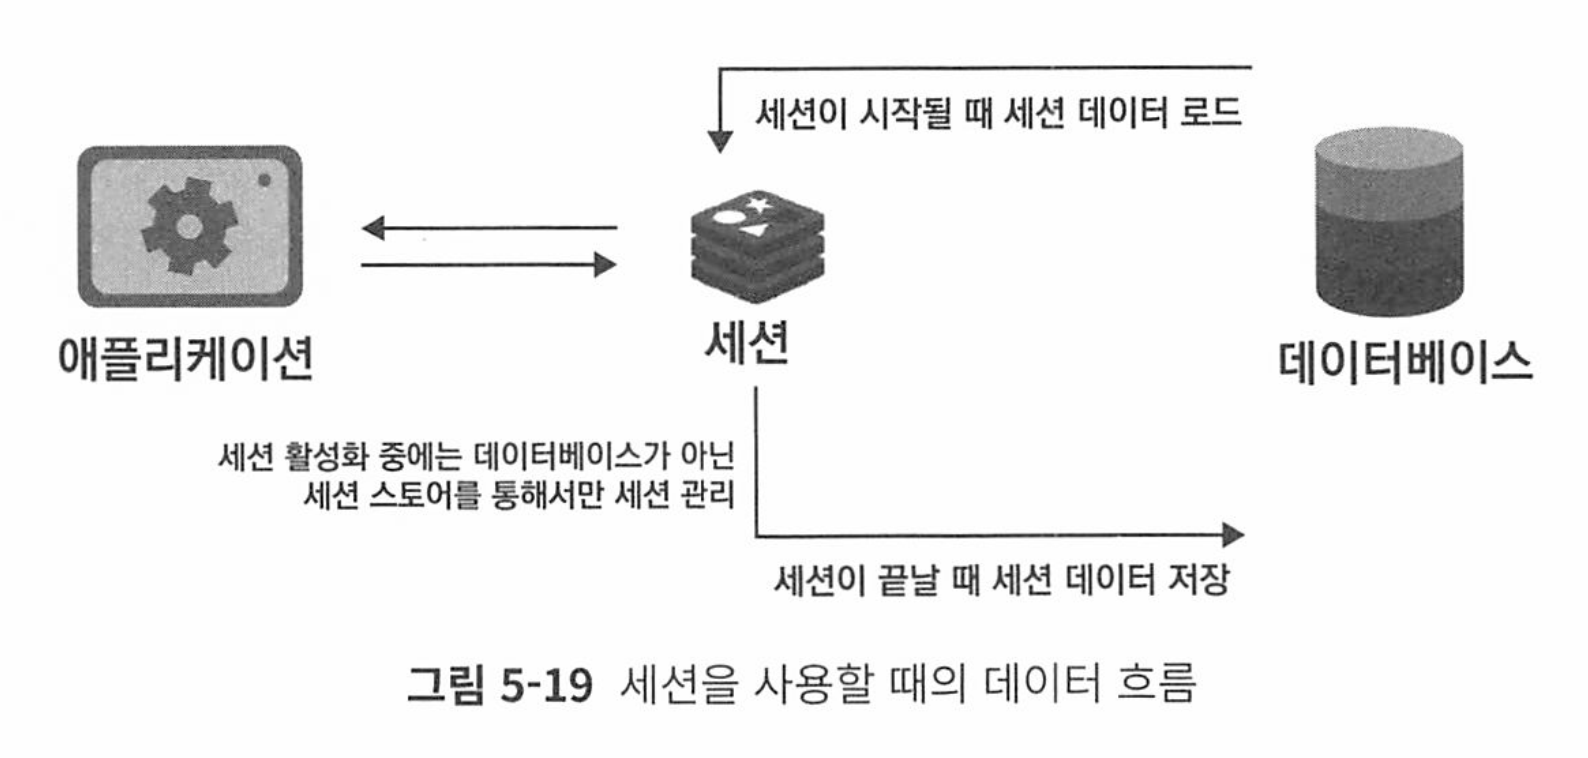 세션이 시작될 때 세션 데이터 로드
애플리케이션
세션
데이터베이스
세션 활성화 중에는 데이터베이스가 아닌
세션 스토어를 통해서만 세션 관리
세션이 끝날 때 세션 데이터 저장
그림 5-19 세션을 사용할 때의 데이터 흐름